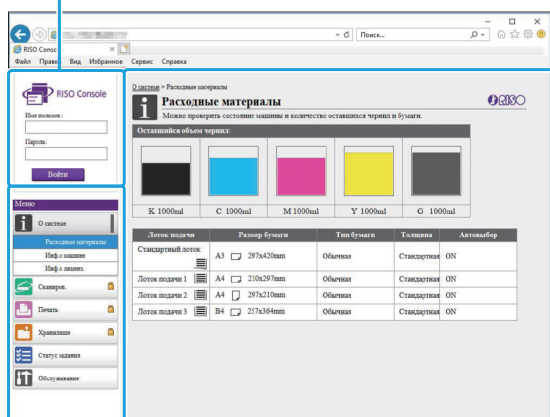 Поиск...
RISO Conso
Файл Правка Вид Избранное Сервис Справка
RISO Console
Имя пользов.:
Пароль:
Войти
Меню
О системе
Расходные материалы
Инф.о машине
Инф.о лиценз.
Сканиров.
Печать
Хранилище
Статус задания
Обслуживание
О системе > Расходные материалы
Расходные материалы
RISO
Можно проверить состояние машины и количество оставшихся чернил и бумаги.
Оставшийся объем чернил:
K 1000ml C 1000ml M 1000ml Y 1000ml G 1000ml
Лоток подачи Размер бумаги Тип бумаги Толщина Автовыбор
Стандартный лоток A3 297x420mm Обычная Стандартная ON
Лоток подачи 1 A4 210x297mm Обычная Стандартная ON
Лоток подачи 2 A4 297x210mm Обычная Стандартная ON
Лоток подачи 3 B4 257x364mm Обычная Стандартная ON